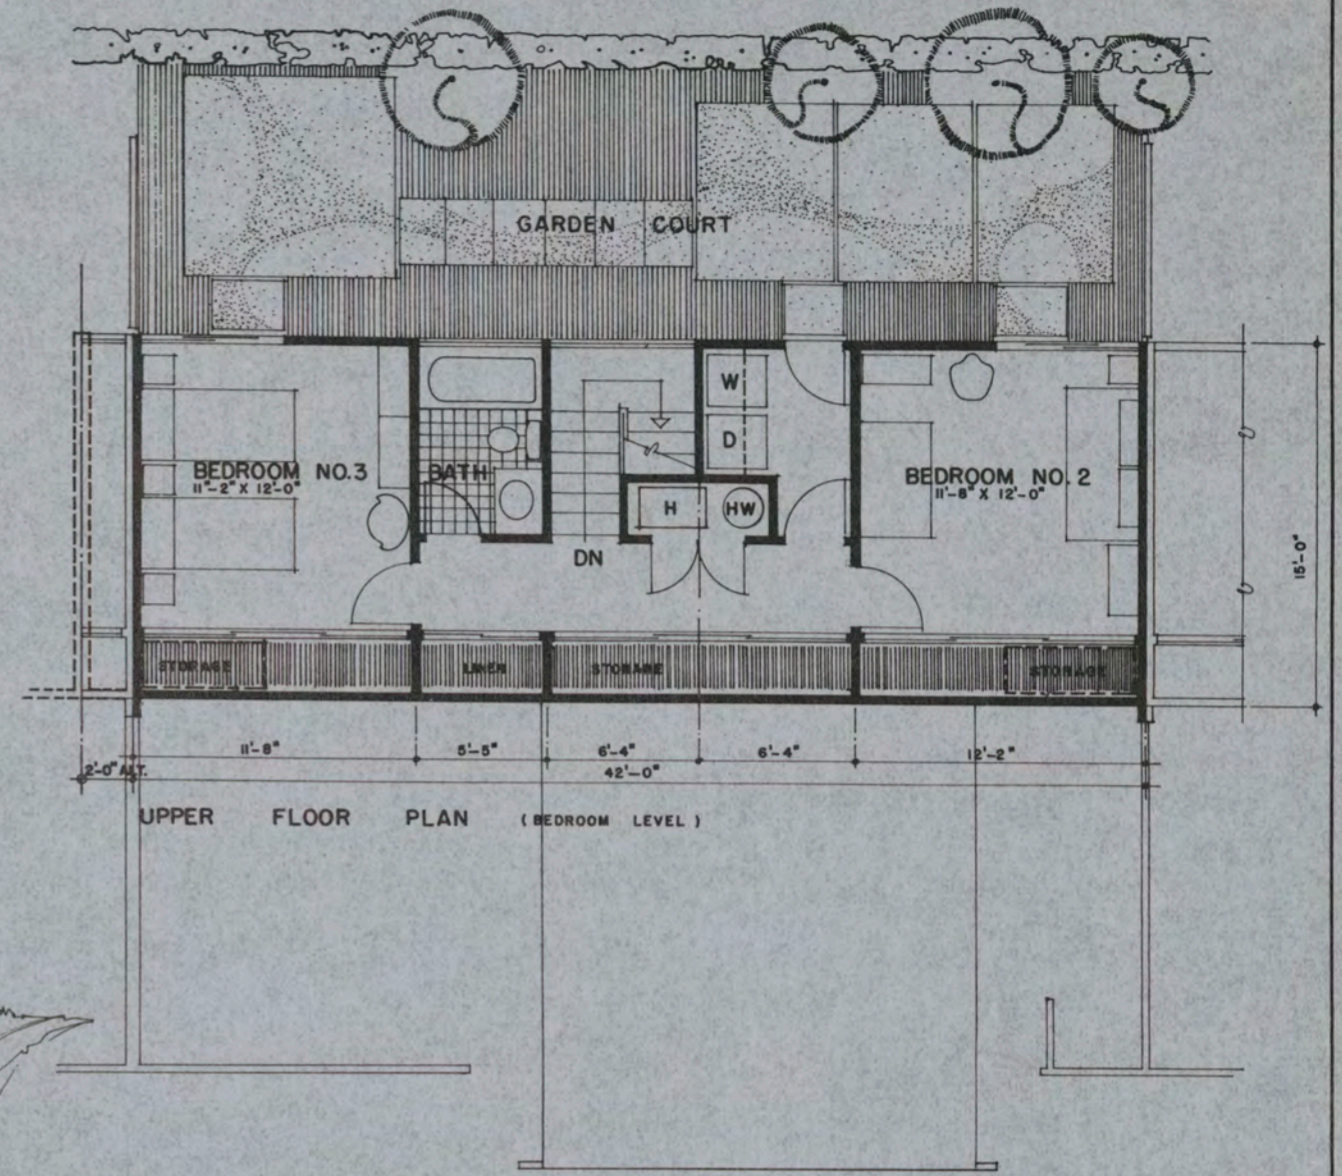 GARDEN COURT
W
D
BEDROOM NO.3
11'-2" X 12'-0"
BATH
BEDROOM NO. 2
11'-8" X 12'-0"
H
HW
DN
15'-0"
STORAGE
LINEN
STORAGE
STORAGE
11'-8"
5'-5"
6'-4"
6'-4"
12'-2"
2'-0" ALT.
42'-0"
UPPER FLOOR PLAN (BEDROOM LEVEL)